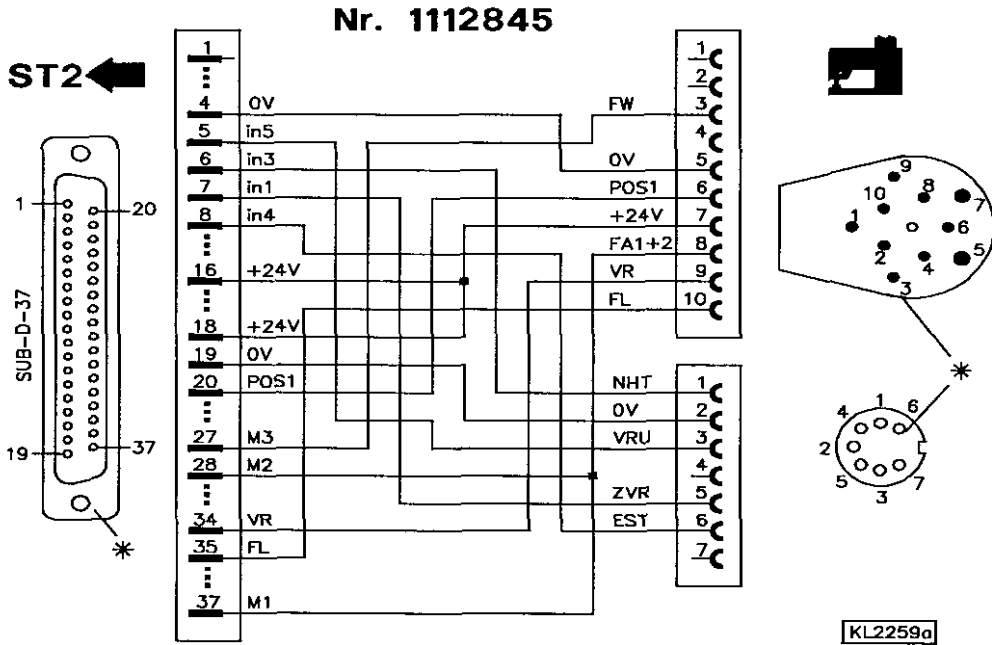 Nr. 1112845
ST2
SUB-D-37
1
20
19
37
1
4 0V
5 in5
6 in3
7 in1
8 in4
16 +24V
18 +24V
19 0V
20 POS1
27 M3
28 M2
34 VR
35 FL
37 M1
1
2
FW 3
4
0V 5
POS1 6
+24V 7
FA1+2 8
VR 9
FL 10
NHT 1
0V 2
VRU 3
4
ZVR 5
EST 6
7
9
10 8 7
1 6
2 4 5
3
1
4 6
2
5 7
3
KL2259a